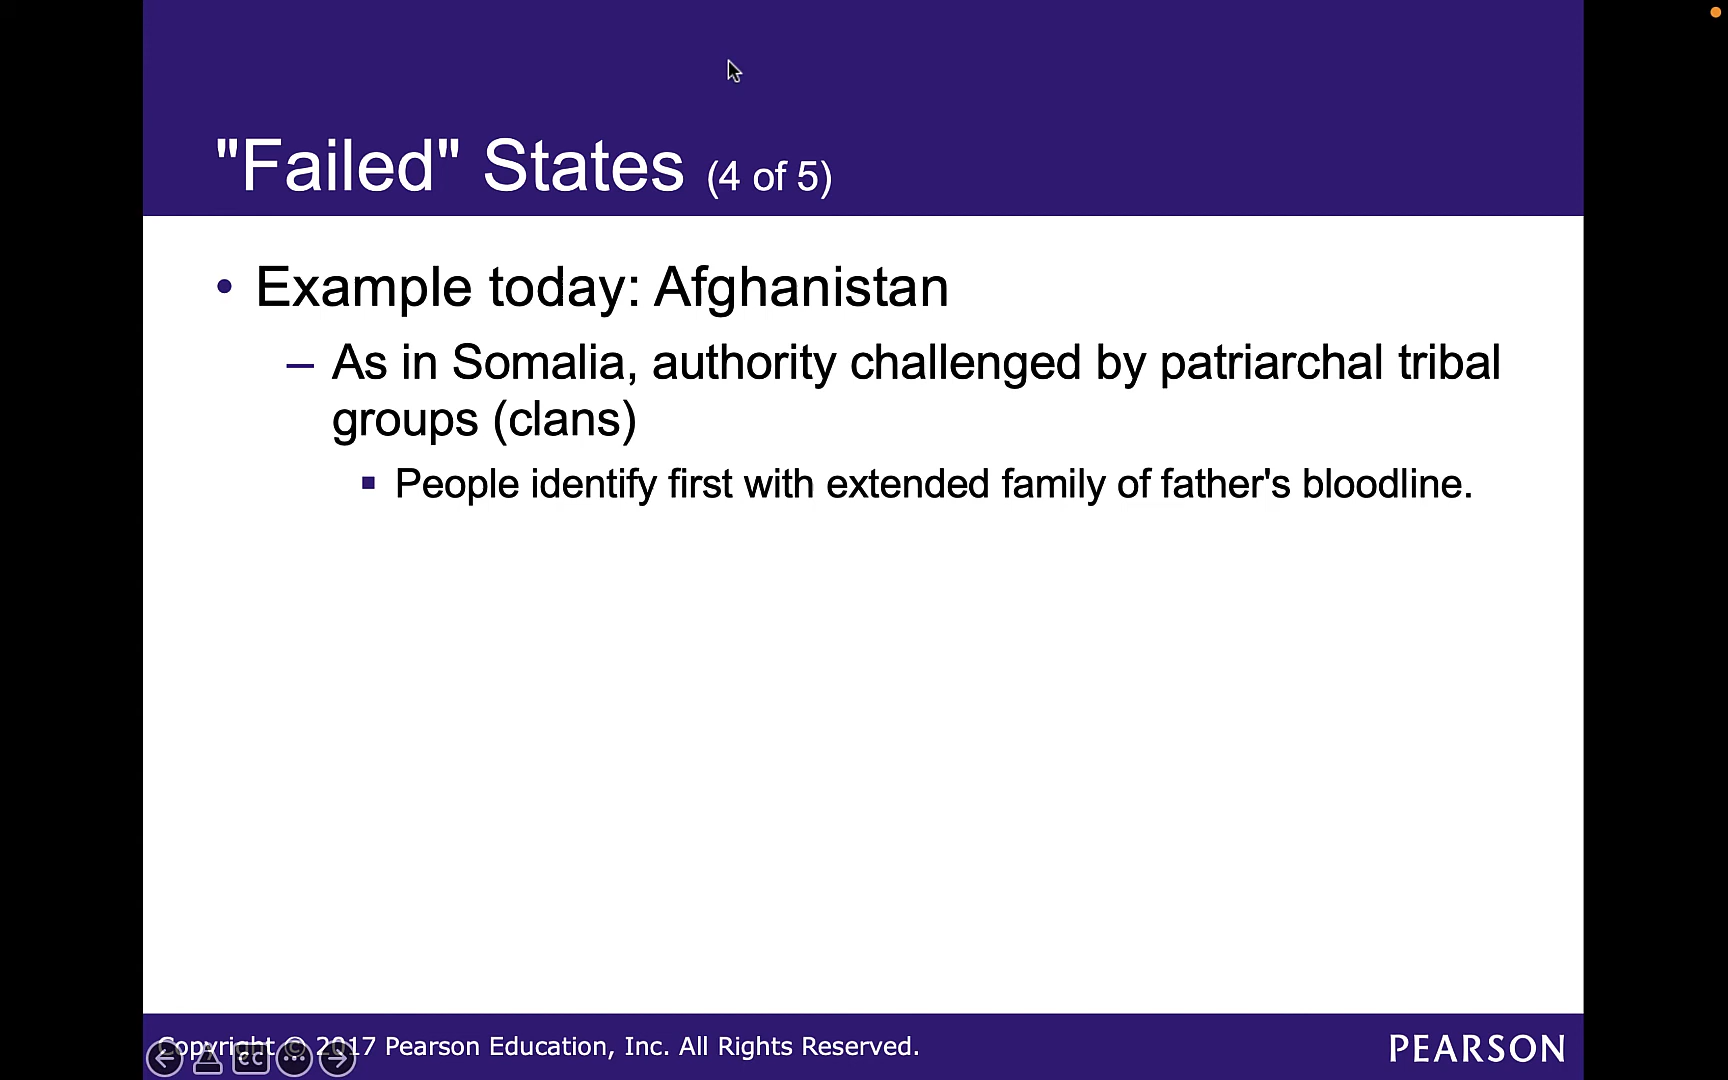 "Failed" States (4 of 5)
• Example today: Afghanistan
– As in Somalia, authority challenged by patriarchal tribal
groups (clans)
▪ People identify first with extended family of father's bloodline.
Copyright © 2017 Pearson Education, Inc. All Rights Reserved.
CC
PEARSON